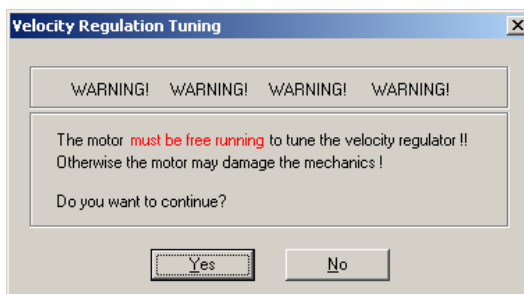 Velocity Regulation Tuning
WARNING! WARNING! WARNING! WARNING!
The motor must be free running to tune the velocity regulator !!
Otherwise the motor may damage the mechanics !
Do you want to continue?
Yes No